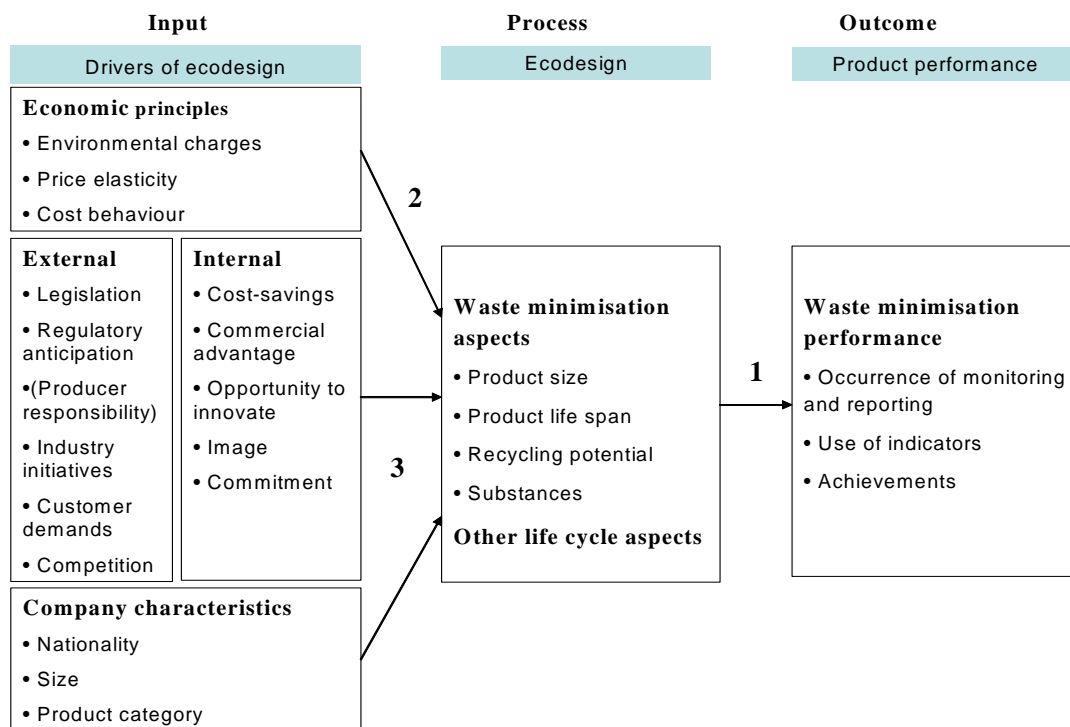 Input
Process
Outcome
Drivers of ecodesign
Ecodesign
Product performance
Economic principles
• Environmental charges
• Price elasticity
• Cost behaviour
2
External
• Legislation
• Regulatory
anticipation
•(Producer
responsibility)
• Industry
initiatives
• Customer
demands
• Competition
Internal
• Cost-savings
• Commercial
advantage
• Opportunity to
innovate
• Image
• Commitment
3
Company characteristics
• Nationality
• Size
• Product category
Waste minimisation
aspects
• Product size
• Product life span
• Recycling potential
• Substances
Other life cycle aspects
1
Waste minimisation
performance
• Occurrence of monitoring
and reporting
• Use of indicators
• Achievements